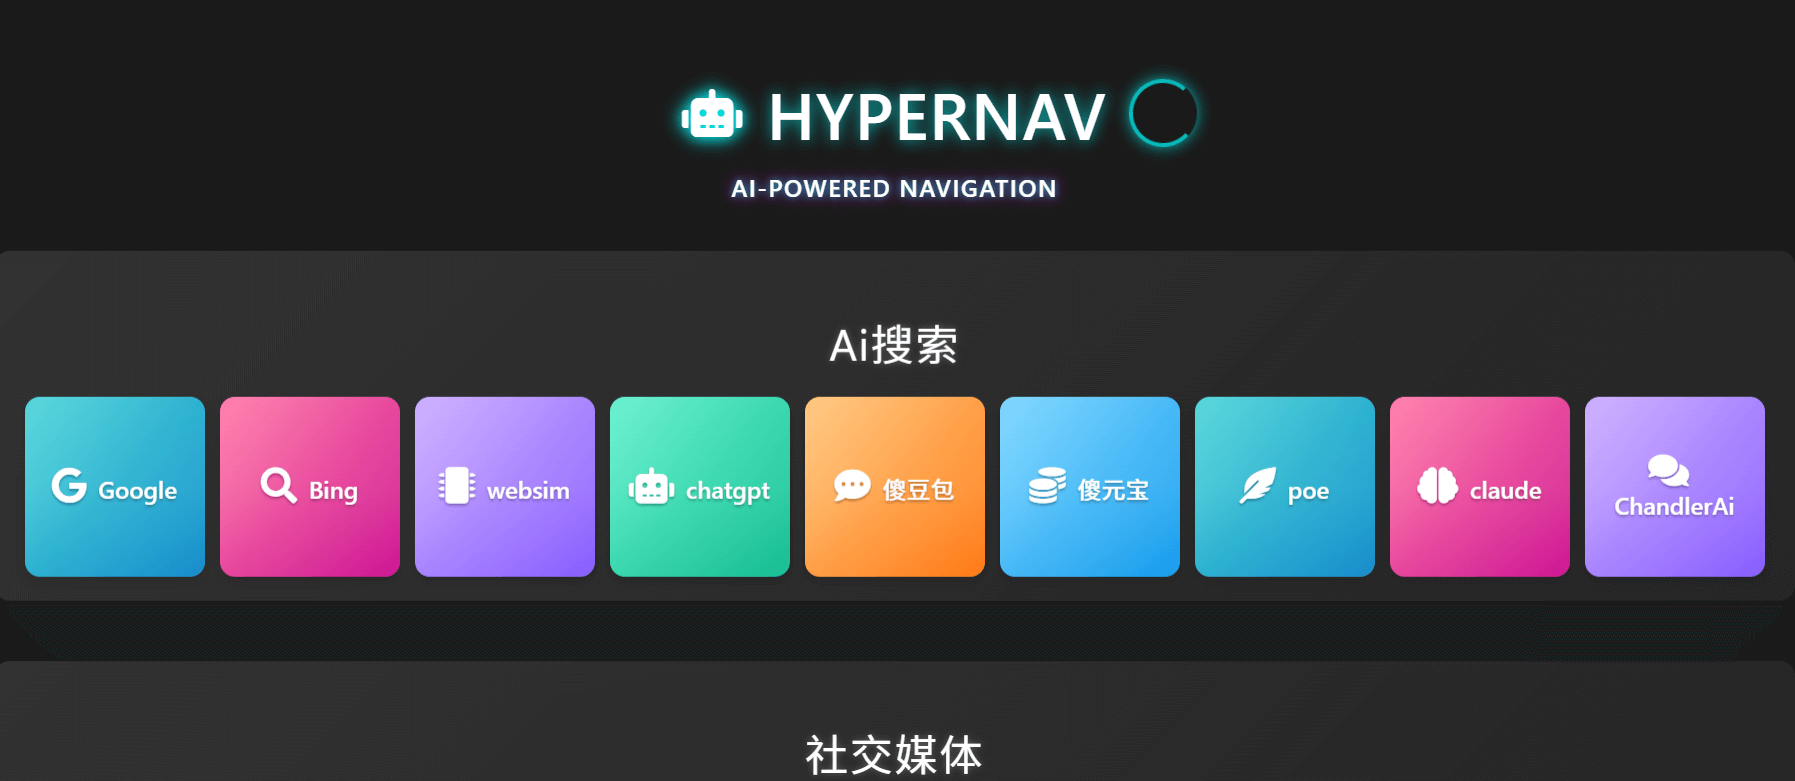 HYPERNAV
AI-POWERED NAVIGATION
Ai搜索
Google
Bing
websim
chatgpt
傻豆包
傻元宝
poe
claude
ChandlerAi
社交媒体